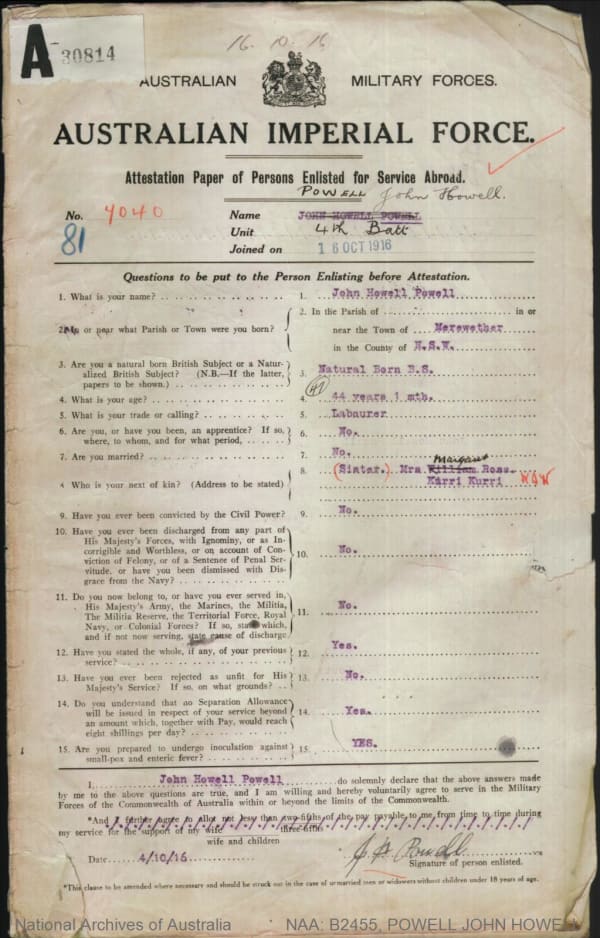 16. 10. 16
A 30814
AUSTRALIAN MILITARY FORCES.
AUSTRALIAN IMPERIAL FORCE.
Attestation Paper of Persons Enlisted for Service Abroad.
POWELL John Howell.
No. 4040 Name JOHN HOWELL POWELL
81 Unit 4th Batt
Joined on 16 OCT 1916
Questions to be put to the Person Enlisting before Attestation.
1. What is your name? 1. John Howell Powell
2. In the Parish of in or
2. In or near what Parish or Town were you born? near the Town of Merewether
in the County of N.S.W.
3. Are you a natural born British Subject or a Natur-
alized British Subject? (N.B.—If the latter, 3. Natural Born B.S.
papers to be shown.)
4. What is your age? 4. 44 years 1 mth.
5. What is your trade or calling? 5. Labourer
6. Are you, or have you been, an apprentice? If so, 6. No.
where, to whom, and for what period,
7. Are you married? 7. No.
8. (Sister.) Mrs William Margaret Ross.
8 Who is your next of kin? (Address to be stated) Karri Kurri NSW
9. Have you ever been convicted by the Civil Power? 9. No.
10. Have you ever been discharged from any part of
His Majesty's Forces, with Ignominy, or as In-
corrigible and Worthless, or on account of Con-
viction of Felony, or of a Sentence of Penal Ser- 10. No.
vitude, or have you been dismissed with Dis-
grace from the Navy?
11. Do you now belong to, or have you ever served in,
His Majesty's Army, the Marines, the Militia,
The Militia Reserve, the Territorial Force, Royal 11. No.
Navy, or Colonial Forces? If so, state which,
and if not now serving, state cause of discharge
12. Have you stated the whole, if any, of your previous 12. Yes.
service?
13. Have you ever been rejected as unfit for His 13. No.
Majesty's Service? If so, on what grounds?
14. Do you understand that no Separation Allowance
will be issued in respect of your service beyond 14. Yes.
an amount which, together with Pay, would reach
eight shillings per day?
15. Are you prepared to undergo inoculation against 15. YES.
small-pox and enteric fever?
I, John Howell Powell do solemnly declare that the above answers made
by me to the above questions are true, and I am willing and hereby voluntarily agree to serve in the Military
Forces of the Commonwealth of Australia within or beyond the limits of the Commonwealth.
*And I further agree to allot not less than two-fifths of the pay payable to me from time to time during
three-fifths
my service for the support of my wife
wife and children
Date 4/10/16 J H Powell
Signature of person enlisted.
*This clause to be amended where necessary and should be struck out in the case of unmarried men or widowers without children under 18 years of age.
National Archives of Australia NAA: B2455, POWELL JOHN HOWELL